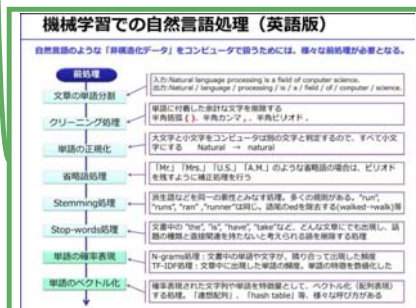 機械学習での自然言語処理（英語版）
自然言語のような「非構造化データ」をコンピュータで扱うためには、様々な前処理が必要となる。
前処理
文章の単語分割
入力:Natural language processing is a field of computer science.
出力:Natural / language / processing / is / a / field / of / computer / science.
クリーニング処理
単語に付着した余計な文字を削除する
半角括弧 ( )、半角カンマ , 、半角ピリオド .
単語の正規化
大文字と小文字をコンピュータは別の文字と判定するので、すべて小文
字にする Natural → natural
省略語処理
「Mr.」「Mrs.」「U.S.」「A.M.」のような省略語の場合は、ピリオド
を残すように補正処理を行う
Stemming処理
派生語などを同一の素性とみなす処理。多くの規則がある。"run",
"runs", "ran" ,"runner"は同じ。語尾のedを除去する(walked→walk)等
Stop-words処理
文書中の "the", "is", "have", "take"など、どんな文章にでも出現し、話
題の種類と直接関連を持たないと考えられる語を削除する処理
単語の確率表現
N-grams処理：文書中の単語や文字が、隣り合って出現した頻度
TF-IDF処理：文章中に出現した単語の頻度。単語の特徴を数値化した
単語のベクトル化
確率表現された文字列や単語を特徴量として、ベクトル化（配列表現）
する処理。「連想配列」、「hash table」等、様々な呼び方がある